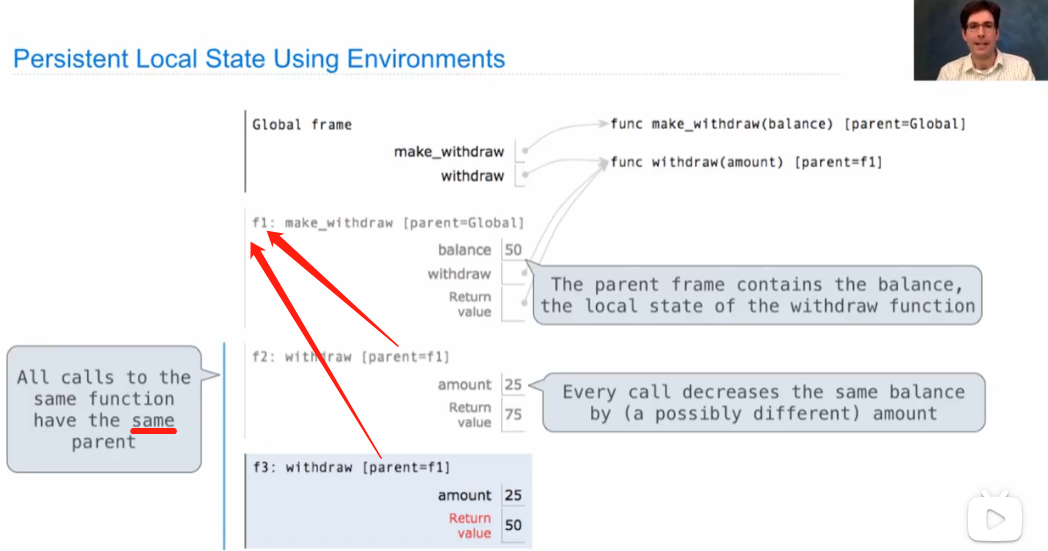 Persistent Local State Using Environments
Global frame
make_withdraw
withdraw
func make_withdraw(balance) [parent=Global]
func withdraw(amount) [parent=f1]
f1: make_withdraw [parent=Global]
balance 50
withdraw
Return
value
The parent frame contains the balance,
the local state of the withdraw function
All calls to the
same function
have the same
parent
f2: withdraw [parent=f1]
amount 25
Return
value 75
Every call decreases the same balance
by (a possibly different) amount
f3: withdraw [parent=f1]
amount 25
Return
value 50